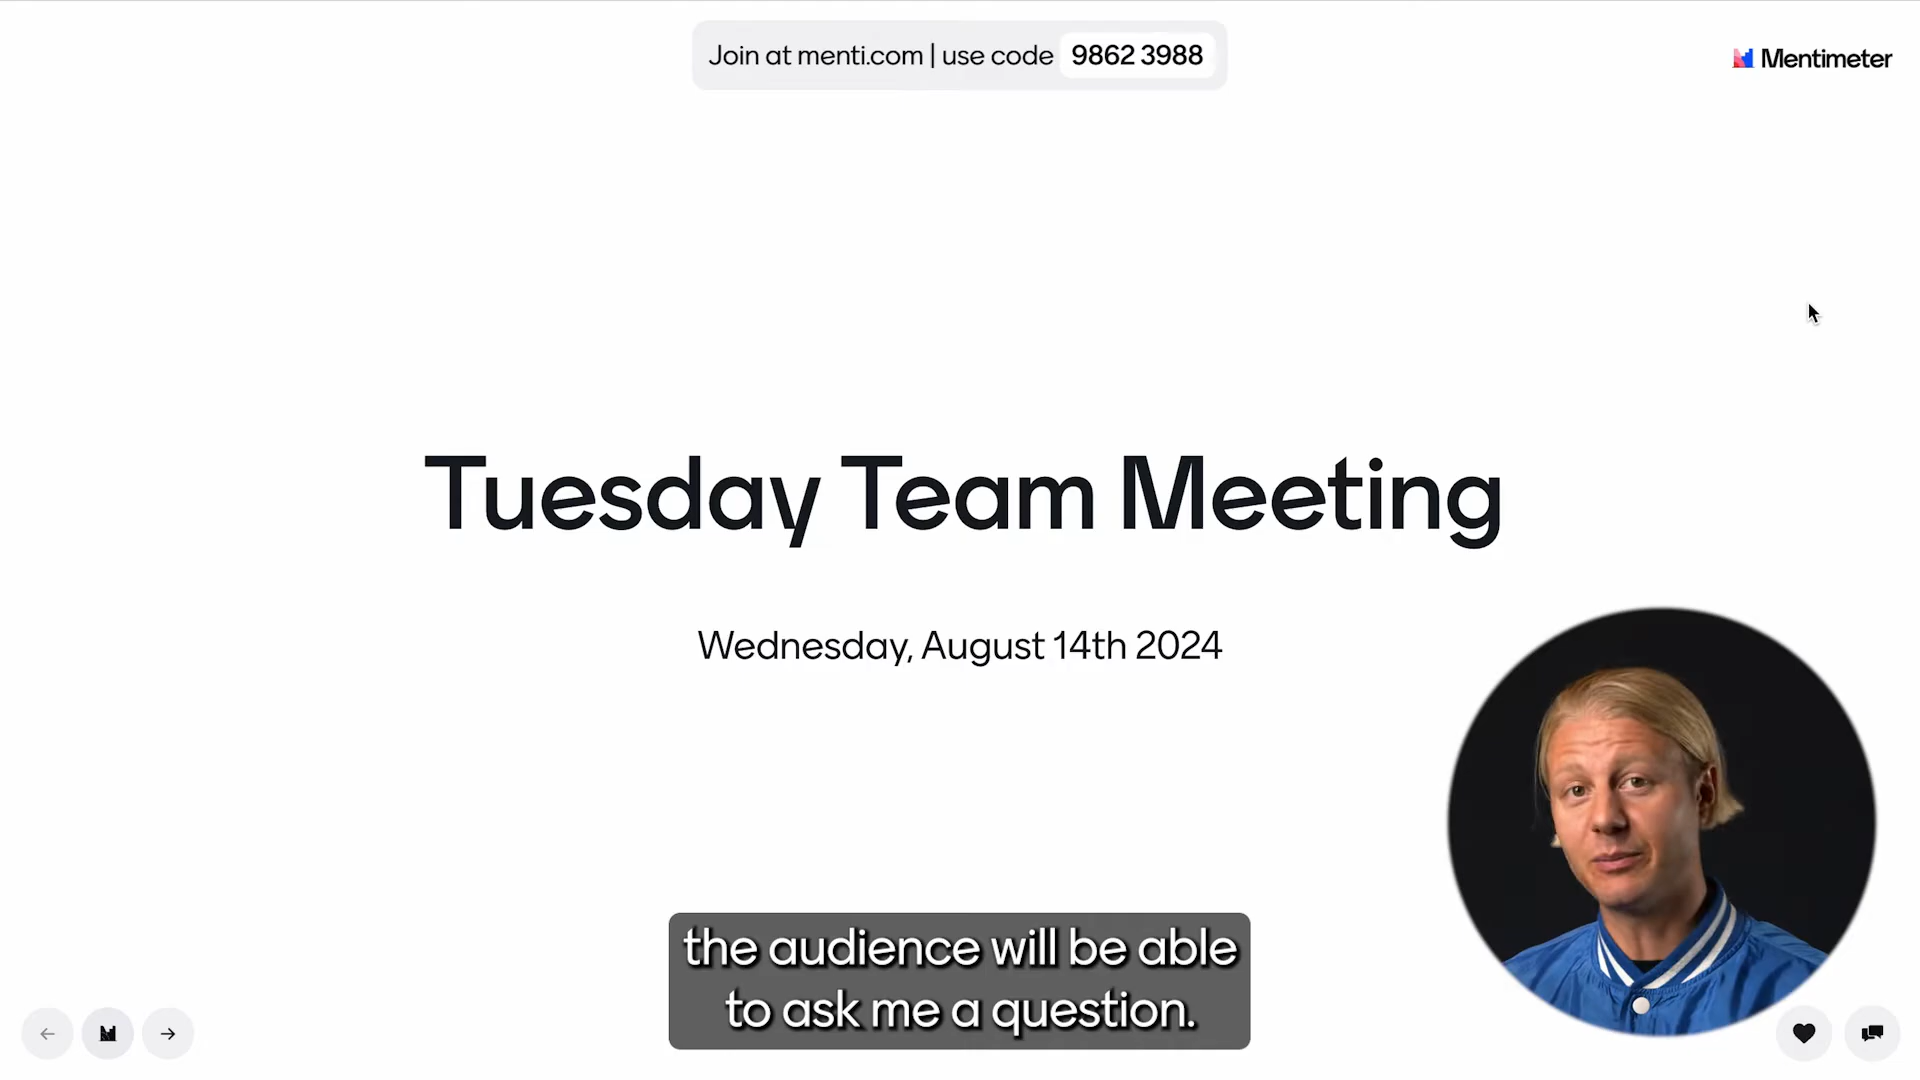 Join at menti.com | use code 9862 3988
Mentimeter
Tuesday Team Meeting
Wednesday, August 14th 2024
the audience will be able
to ask me a question.